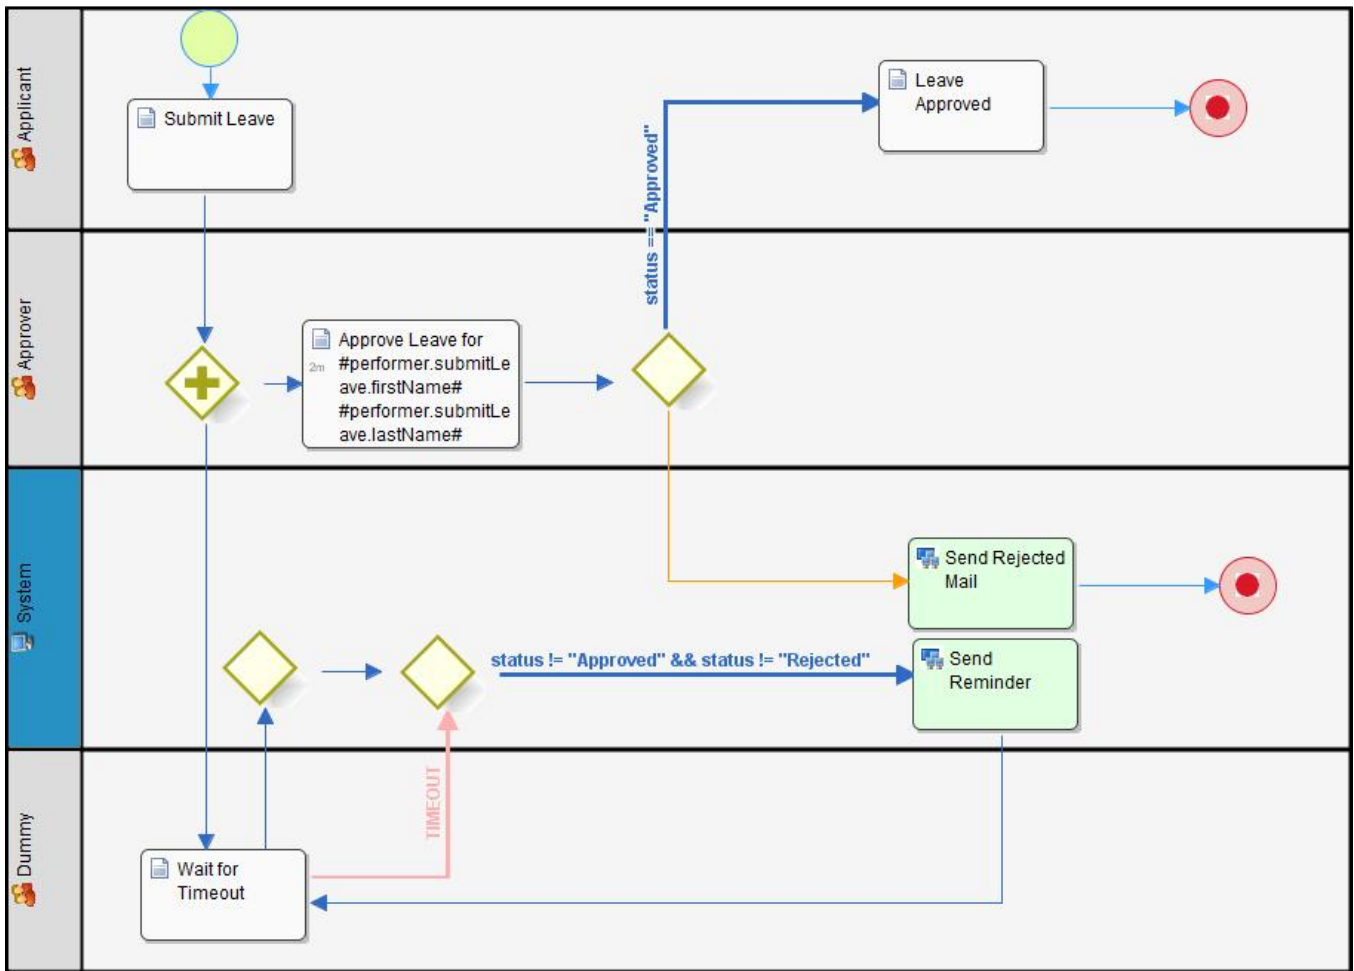 Applicant
Submit Leave
status == "Approved"
Leave
Approved
Approver
Approve Leave for
2m
#performer.submitLe
ave.firstName#
#performer.submitLe
ave.lastName#
System
Send Rejected
Mail
status != "Approved" && status != "Rejected"
Send
Reminder
Dummy
TIMEOUT
Wait for
Timeout